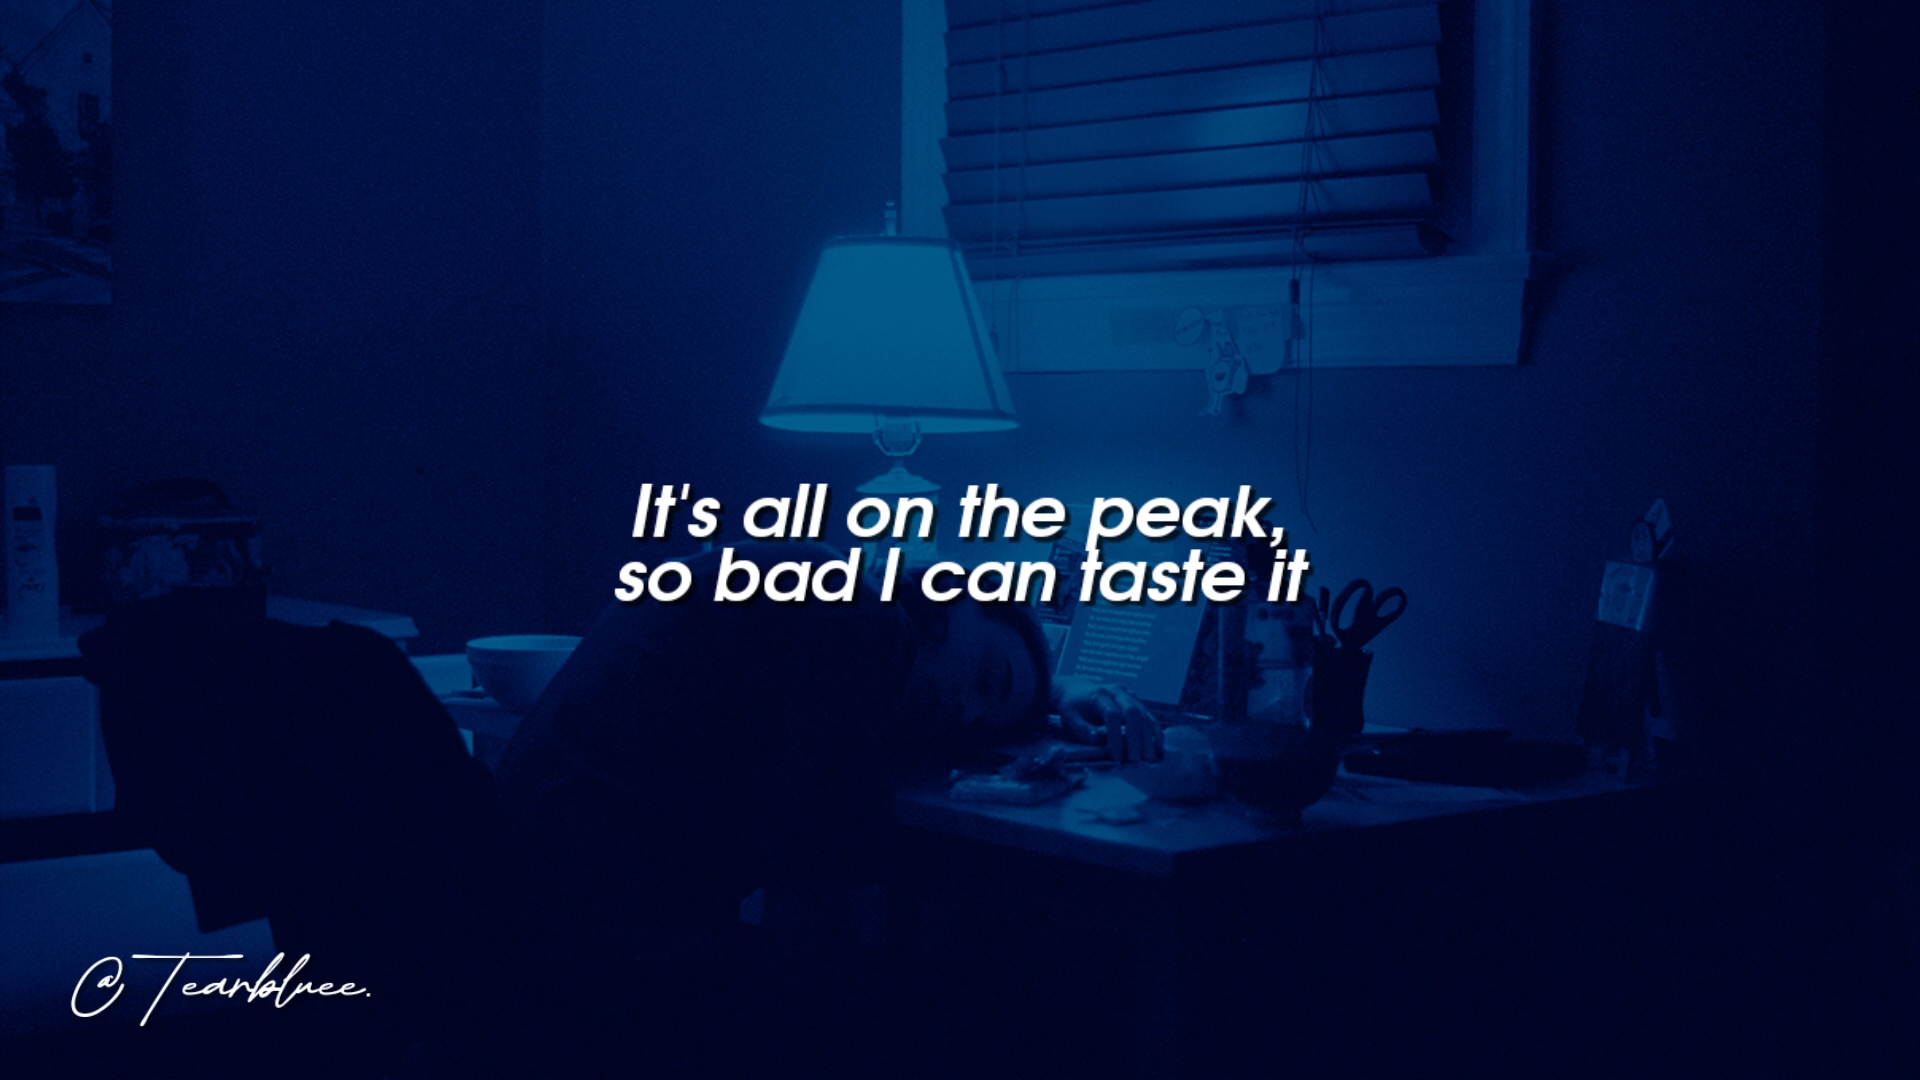 It's all on the peak,
so bad I can taste it
@Tearbluee.